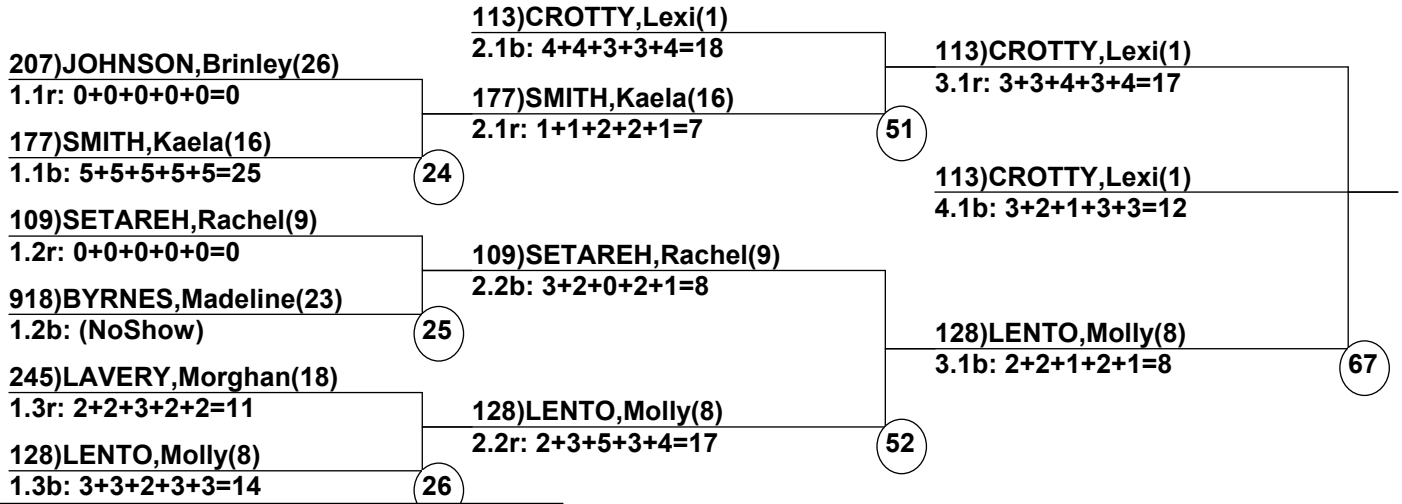 207)JOHNSON,Brinley(26)
1.1r: 0+0+0+0+0=0
177)SMITH,Kaela(16)
1.1b: 5+5+5+5+5=25
24
109)SETAREH,Rachel(9)
1.2r: 0+0+0+0+0=0
918)BYRNES,Madeline(23)
1.2b: (NoShow)
25
245)LAVERY,Morghan(18)
1.3r: 2+2+3+2+2=11
128)LENTO,Molly(8)
1.3b: 3+3+2+3+3=14
26
113)CROTTY,Lexi(1)
2.1b: 4+4+3+3+4=18
177)SMITH,Kaela(16)
2.1r: 1+1+2+2+1=7
51
109)SETAREH,Rachel(9)
2.2b: 3+2+0+2+1=8
128)LENTO,Molly(8)
2.2r: 2+3+5+3+4=17
52
113)CROTTY,Lexi(1)
3.1r: 3+3+4+3+4=17
113)CROTTY,Lexi(1)
4.1b: 3+2+1+3+3=12
128)LENTO,Molly(8)
3.1b: 2+2+1+2+1=8
67